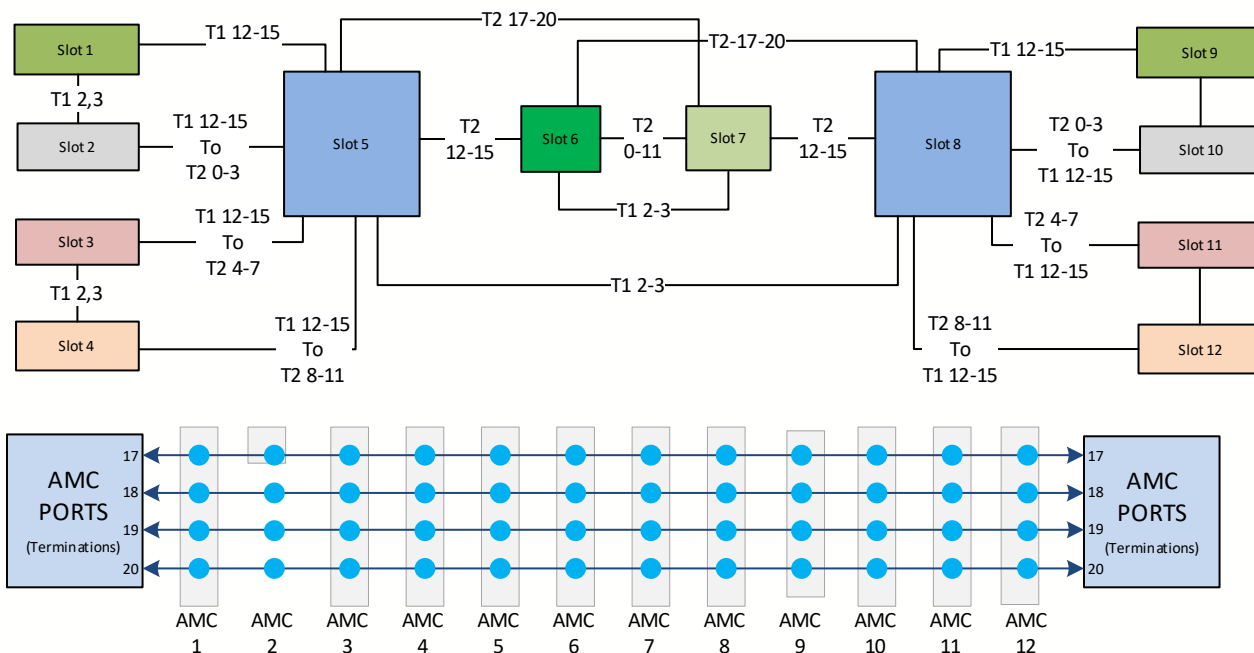 T2 17-20
Slot 1
T1 12-15
T2-17-20
T1 12-15
Slot 9
T1 2,3
Slot 2
T1 12-15
To
T2 0-3
Slot 5
T2
12-15
Slot 6
T2
0-11
Slot 7
T2
12-15
Slot 8
T2 0-3
To
T1 12-15
Slot 10
T1 2-3
Slot 3
T1 12-15
To
T2 4-7
T2 4-7
To
T1 12-15
Slot 11
T1 2,3
T1 2-3
Slot 4
T1 12-15
To
T2 8-11
T2 8-11
To
T1 12-15
Slot 12
AMC
PORTS
(Terminations)
17
18
19
20
17
18
19
20
AMC
PORTS
(Terminations)
AMC
1
AMC
2
AMC
3
AMC
4
AMC
5
AMC
6
AMC
7
AMC
8
AMC
9
AMC
10
AMC
11
AMC
12